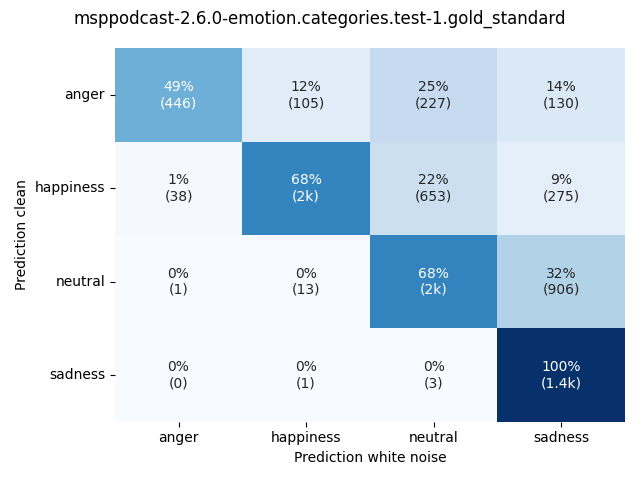 msppodcast-2.6.0-emotion.categories.test-1.gold_standard
Prediction clean
anger
49%
(446)
12%
(105)
25%
(227)
14%
(130)
happiness
1%
(38)
68%
(2k)
22%
(653)
9%
(275)
neutral
0%
(1)
0%
(13)
68%
(2k)
32%
(906)
sadness
0%
(0)
0%
(1)
0%
(3)
100%
(1.4k)
anger
happiness
neutral
sadness
Prediction white noise